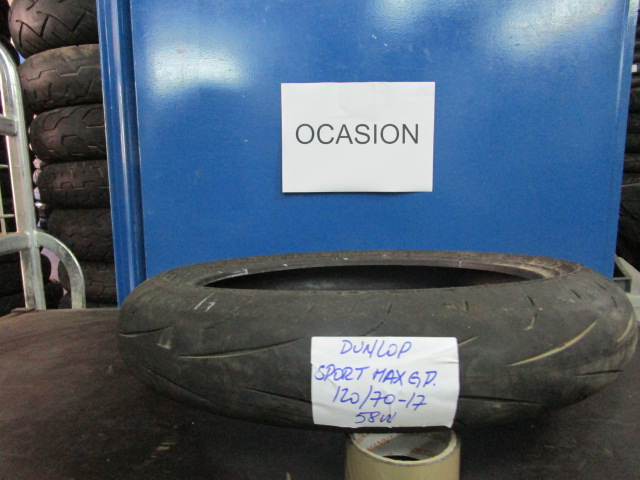 OCASION
DUNLOP
SPORT MAX G.P.
120/70-17
58W